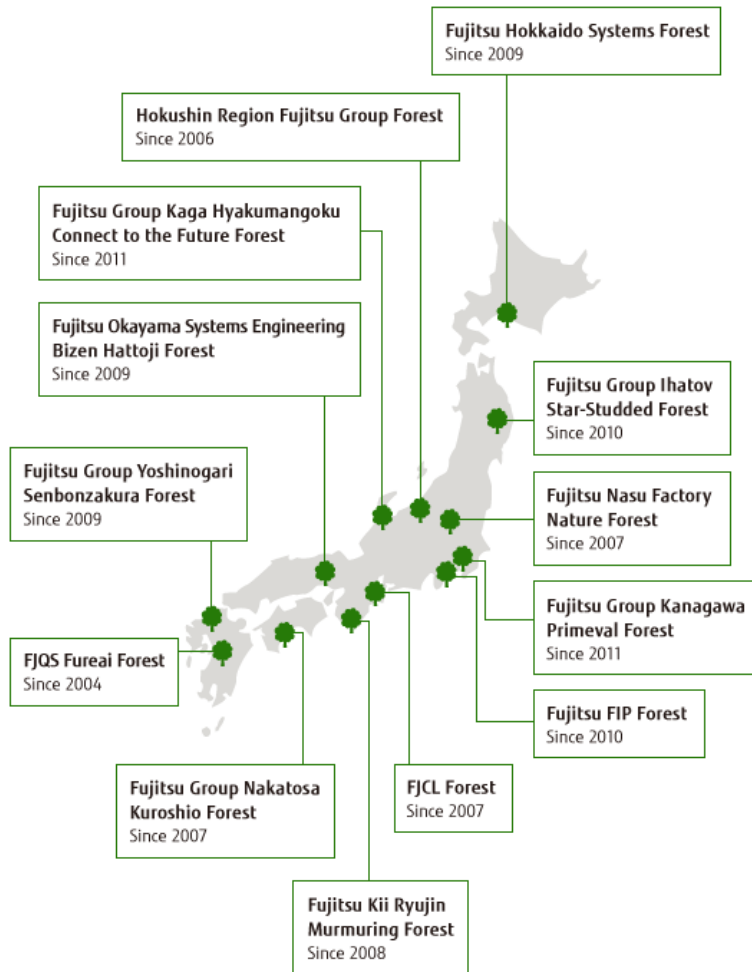 Fujitsu Hokkaido Systems Forest
Since 2009
Hokushin Region Fujitsu Group Forest
Since 2006
Fujitsu Group Kaga Hyakumangoku
Connect to the Future Forest
Since 2011
Fujitsu Okayama Systems Engineering
Bizen Hattoji Forest
Since 2009
Fujitsu Group Ihatov
Star-Studded Forest
Since 2010
Fujitsu Group Yoshinogari
Senbonzakura Forest
Since 2009
Fujitsu Nasu Factory
Nature Forest
Since 2007
Fujitsu Group Kanagawa
Primeval Forest
Since 2011
FJQS Fureai Forest
Since 2004
Fujitsu FIP Forest
Since 2010
Fujitsu Group Nakatosa
Kuroshio Forest
Since 2007
FJCL Forest
Since 2007
Fujitsu Kii Ryujin
Murmuring Forest
Since 2008